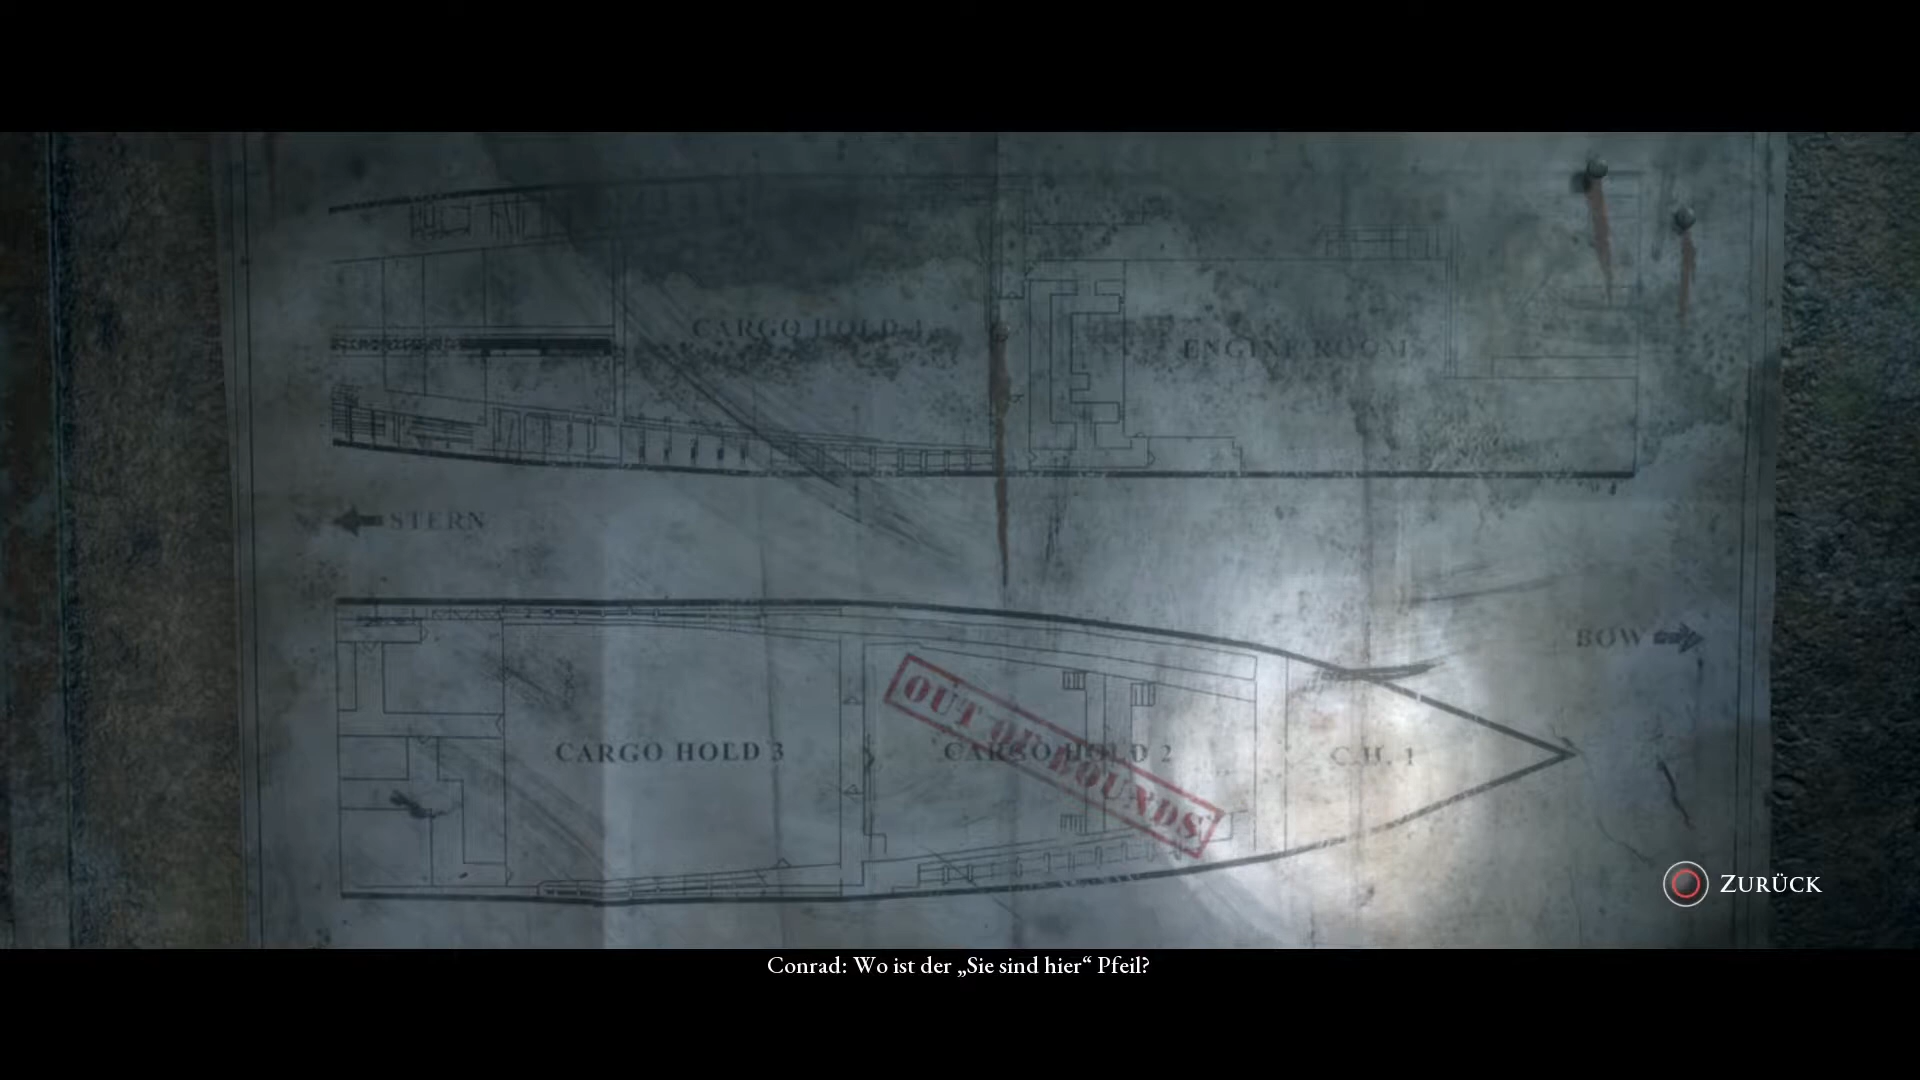 CARGO HOLD 4
ENGINE ROOM
STERN
BOW
OUT OF BOUNDS
CARGO HOLD 3
CARGO HOLD 2
C.H. 1
ZURÜCK
Conrad: Wo ist der „Sie sind hier“ Pfeil?